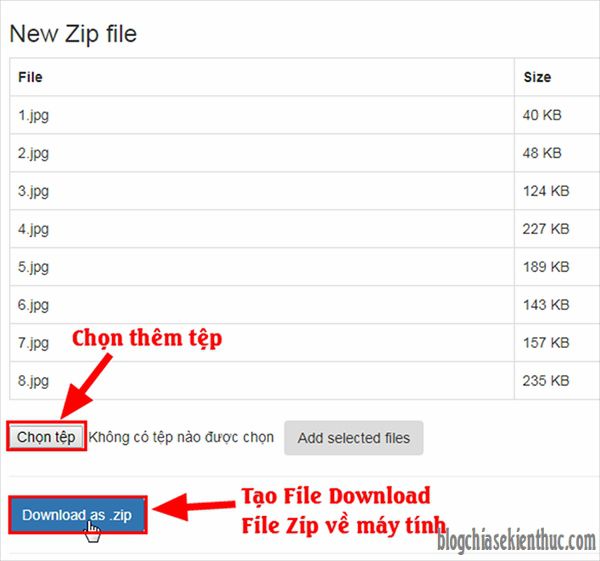 New Zip file
File Size
1.jpg 40 KB
2.jpg 48 KB
3.jpg 124 KB
4.jpg 227 KB
5.jpg 189 KB
6.jpg 143 KB
7.jpg 157 KB
Chọn thêm tệp
8.jpg 235 KB
Chọn tệp Không có tệp nào được chọn Add selected files
Download as .zip
Tạo File Download
File Zip về máy tính
blogchiasekienthuc.com